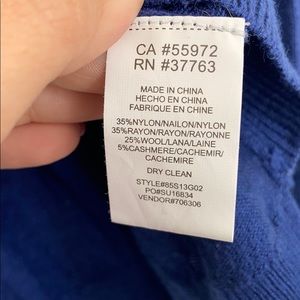 CA #55972
RN #37763
MADE IN CHINA
HECHO EN CHINA
FABRIQUE EN CHINE
35%NYLON/NAILON/NYLON
35%RAYON/RAYON/RAYONNE
25%WOOL/LANA/LAINE
5%CASHMERE/CACHEMIR/
CACHEMIRE
DRY CLEAN
STYLE#85S13G02
PO#SU16834
VENDOR#706306